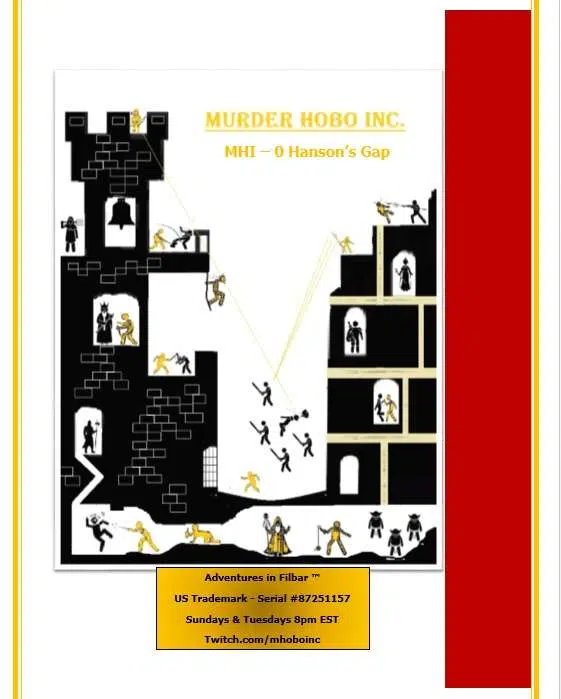 MURDER HOBO INC.
MHI – 0 Hanson's Gap
Adventures in Filbar ™
US Trademark - Serial #87251157
Sundays & Tuesdays 8pm EST
Twitch.com/mhoboinc